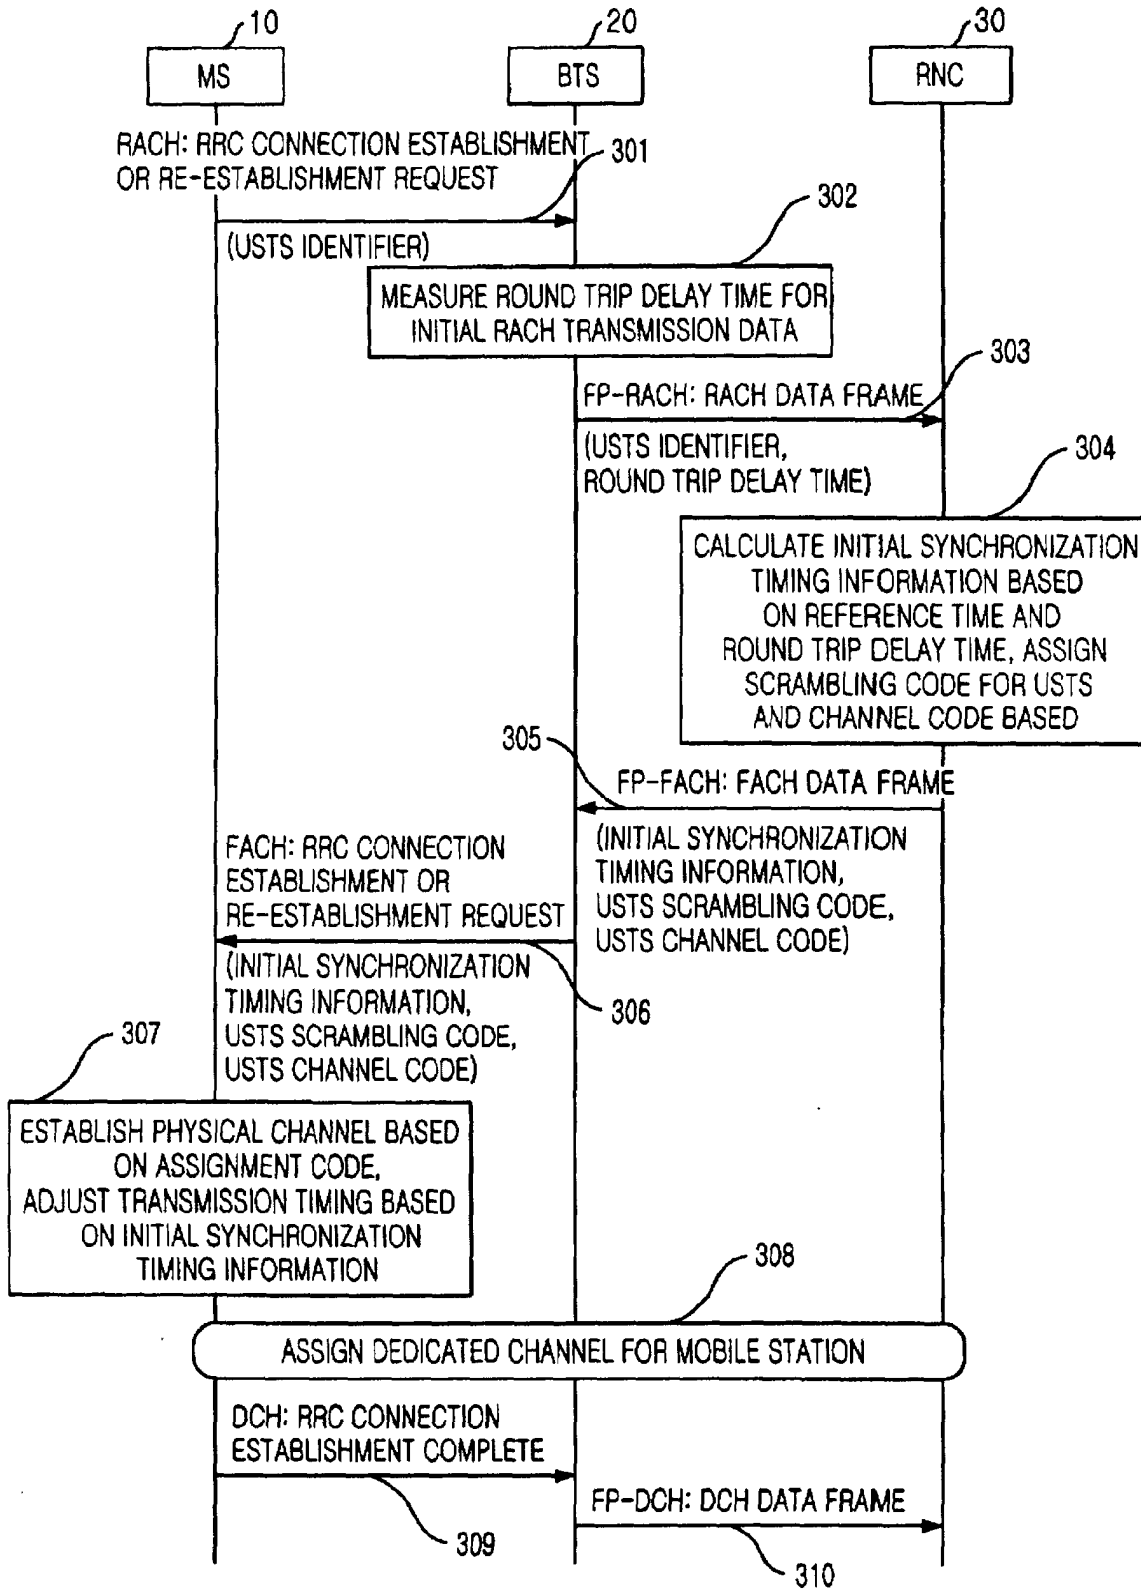 10
20
30
MS
BTS
RNC
RACH: RRC CONNECTION ESTABLISHMENT
OR RE-ESTABLISHMENT REQUEST
301
(USTS IDENTIFIER)
302
MEASURE ROUND TRIP DELAY TIME FOR
INITIAL RACH TRANSMISSION DATA
303
FP-RACH: RACH DATA FRAME
(USTS IDENTIFIER,
ROUND TRIP DELAY TIME)
304
CALCULATE INITIAL SYNCHRONIZATION
TIMING INFORMATION BASED
ON REFERENCE TIME AND
ROUND TRIP DELAY TIME, ASSIGN
SCRAMBLING CODE FOR USTS
AND CHANNEL CODE BASED
305
FP-FACH: FACH DATA FRAME
(INITIAL SYNCHRONIZATION
TIMING INFORMATION,
USTS SCRAMBLING CODE,
USTS CHANNEL CODE)
FACH: RRC CONNECTION
ESTABLISHMENT OR
RE-ESTABLISHMENT REQUEST
306
(INITIAL SYNCHRONIZATION
TIMING INFORMATION,
USTS SCRAMBLING CODE,
USTS CHANNEL CODE)
307
ESTABLISH PHYSICAL CHANNEL BASED
ON ASSIGNMENT CODE,
ADJUST TRANSMISSION TIMING BASED
ON INITIAL SYNCHRONIZATION
TIMING INFORMATION
308
ASSIGN DEDICATED CHANNEL FOR MOBILE STATION
DCH: RRC CONNECTION
ESTABLISHMENT COMPLETE
309
FP-DCH: DCH DATA FRAME
310